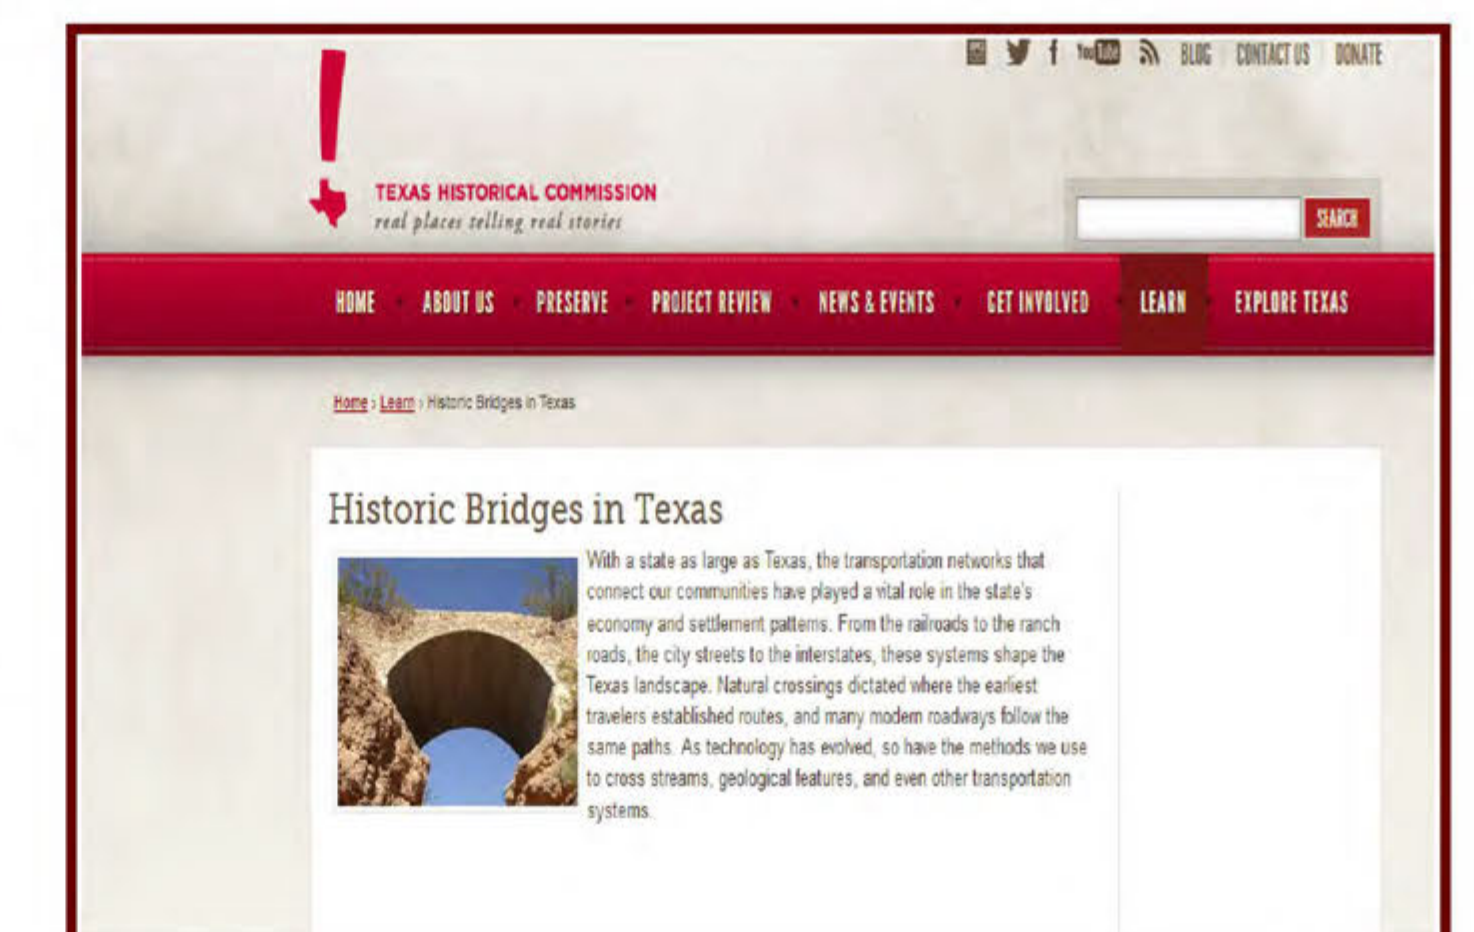 You Tube BLOG CONTACT US DONATE
TEXAS HISTORICAL COMMISSION
real places telling real stories
SEARCH
HOME ABOUT US PRESERVE PROJECT REVIEW NEWS & EVENTS GET INVOLVED LEARN EXPLORE TEXAS
Home › Learn › Historic Bridges in Texas
Historic Bridges in Texas
With a state as large as Texas, the transportation networks that
connect our communities have played a vital role in the state's
economy and settlement patterns. From the railroads to the ranch
roads, the city streets to the interstates, these systems shape the
Texas landscape. Natural crossings dictated where the earliest
travelers established routes, and many modern roadways follow the
same paths. As technology has evolved, so have the methods we use
to cross streams, geological features, and even other transportation
systems.